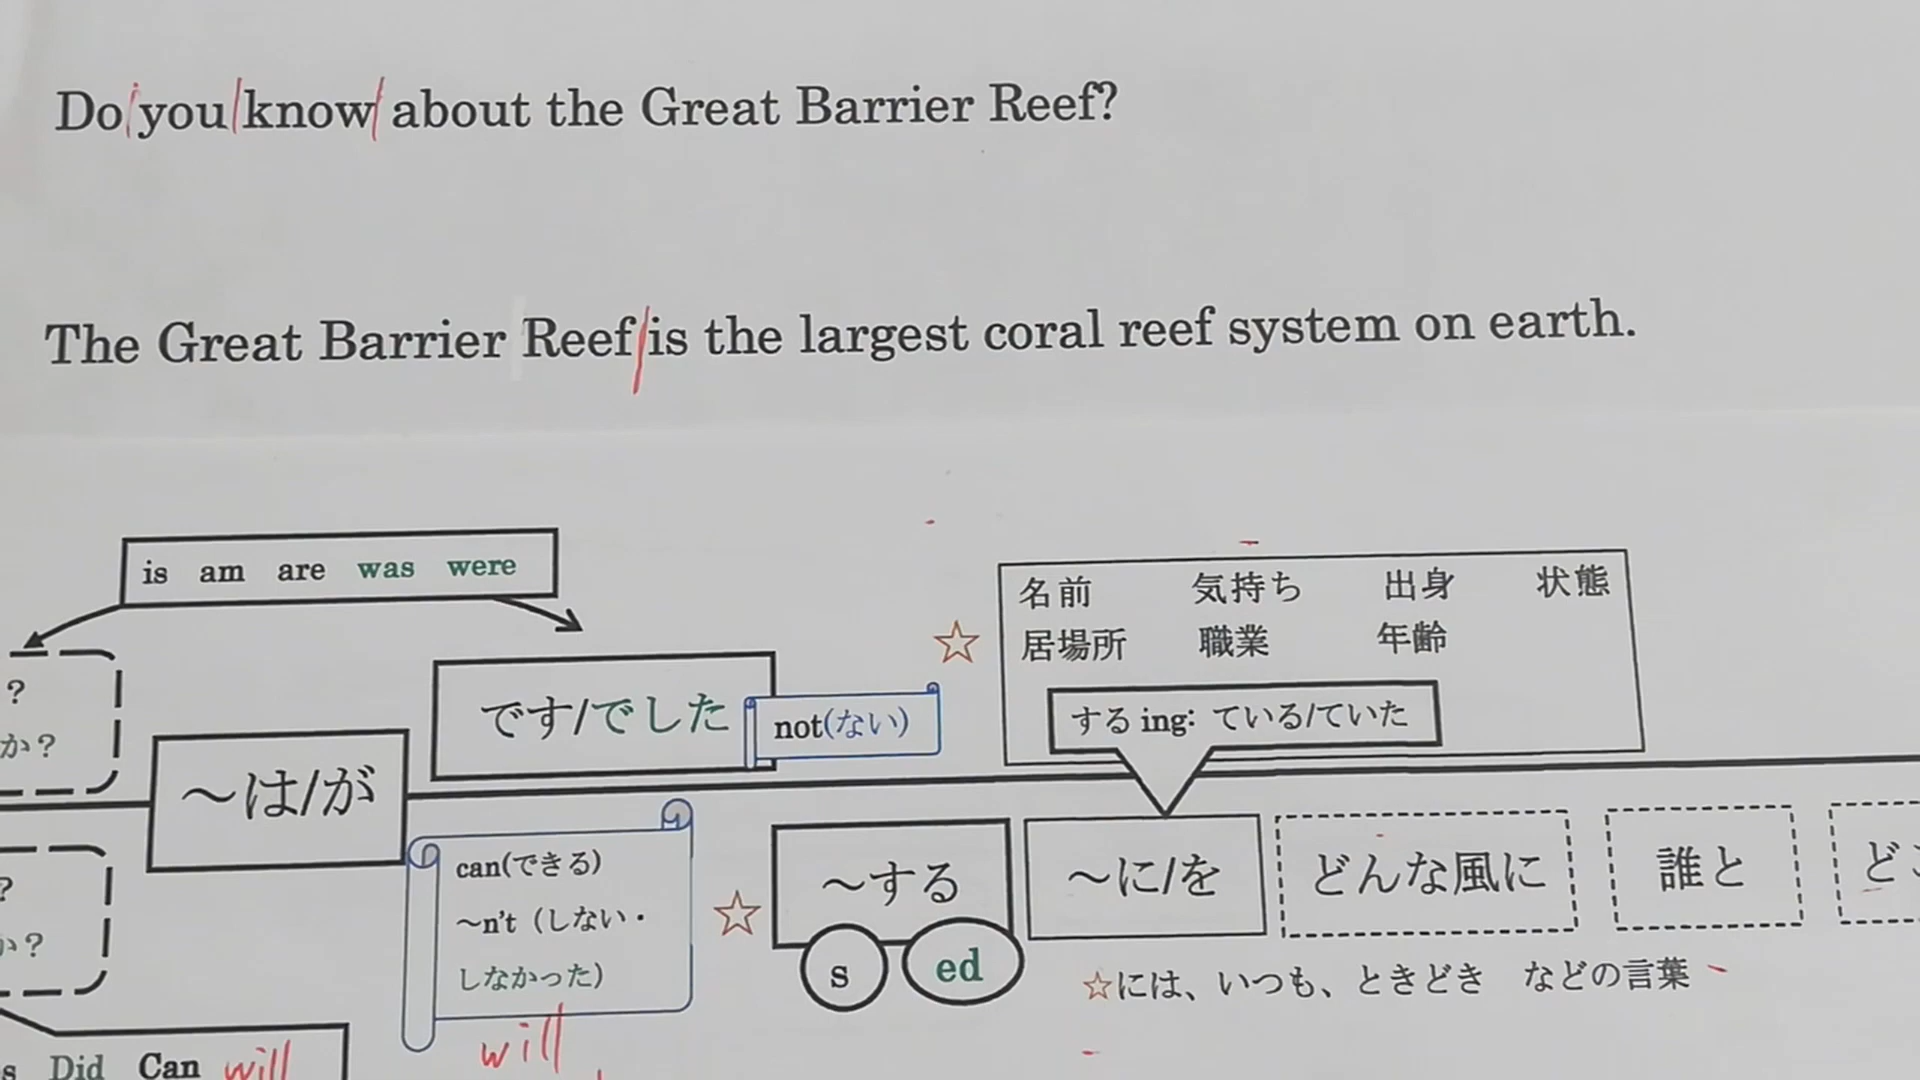 Do you know about the Great Barrier Reef?
The Great Barrier Reef is the largest coral reef system on earth.
is am are was were
名前 気持ち 出身 状態
居場所 職業 年齢
?
か?
です/でした
not(ない)
する ing: ている/ていた
～は/が
can(できる)
～n't (しない・
しなかった)
～する
～に/を
どんな風に
誰と
?
か?
s
ed
☆には、いつも、ときどき などの言葉
will
s Did Can will